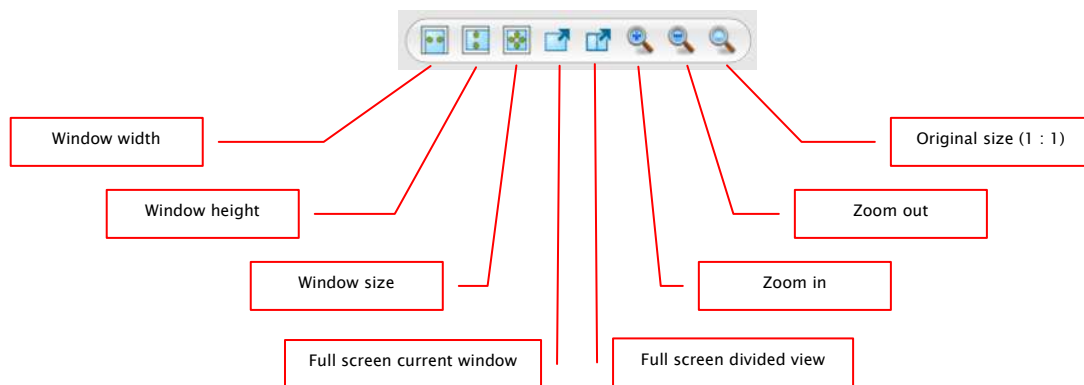 Window width
Original size (1 : 1)
Window height
Zoom out
Window size
Zoom in
Full screen current window
Full screen divided view